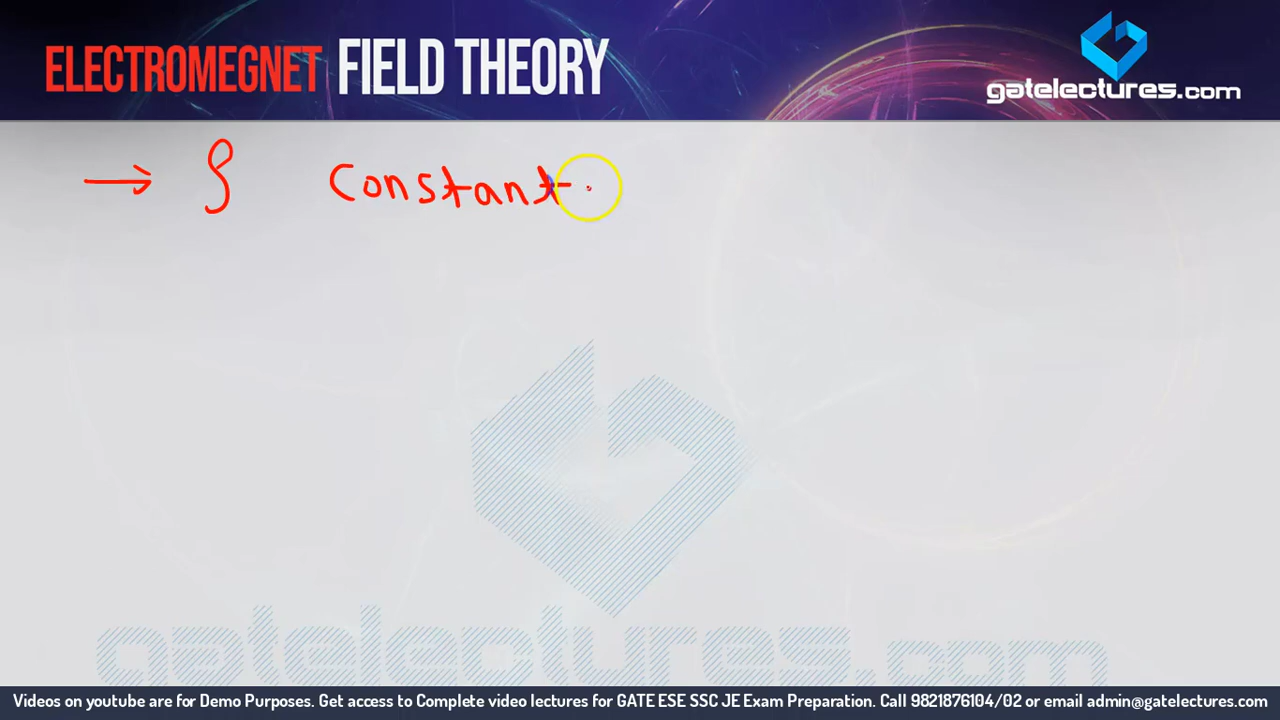 ELECTROMEGNET FIELD THEORY
gatelectures.com
→ ρ constant
gatelectures.com
Videos on youtube are for Demo Purposes. Get access to Complete video lectures for GATE ESE SSC JE Exam Preparation. Call 9821876104/02 or email admin@gatelectures.com